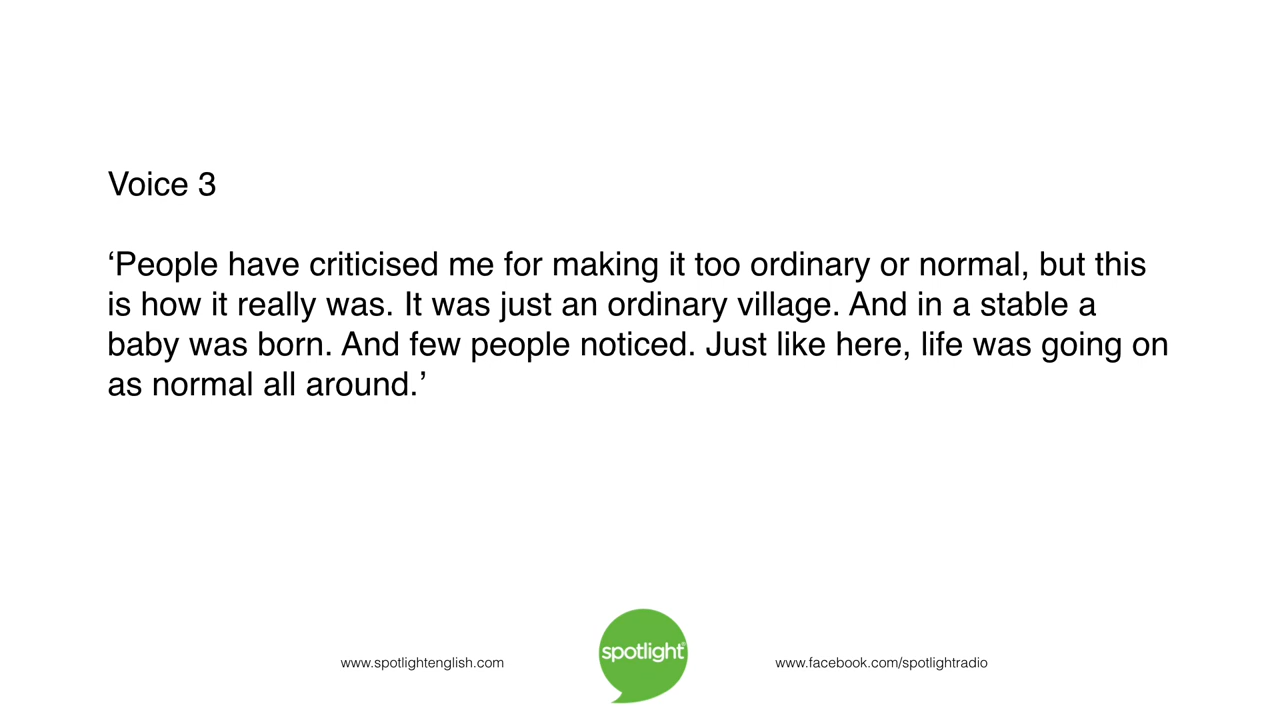 Voice 3
‘People have criticised me for making it too ordinary or normal, but this
is how it really was. It was just an ordinary village. And in a stable a
baby was born. And few people noticed. Just like here, life was going on
as normal all around.’
www.spotlightenglish.com
spotlight®
www.facebook.com/spotlightradio